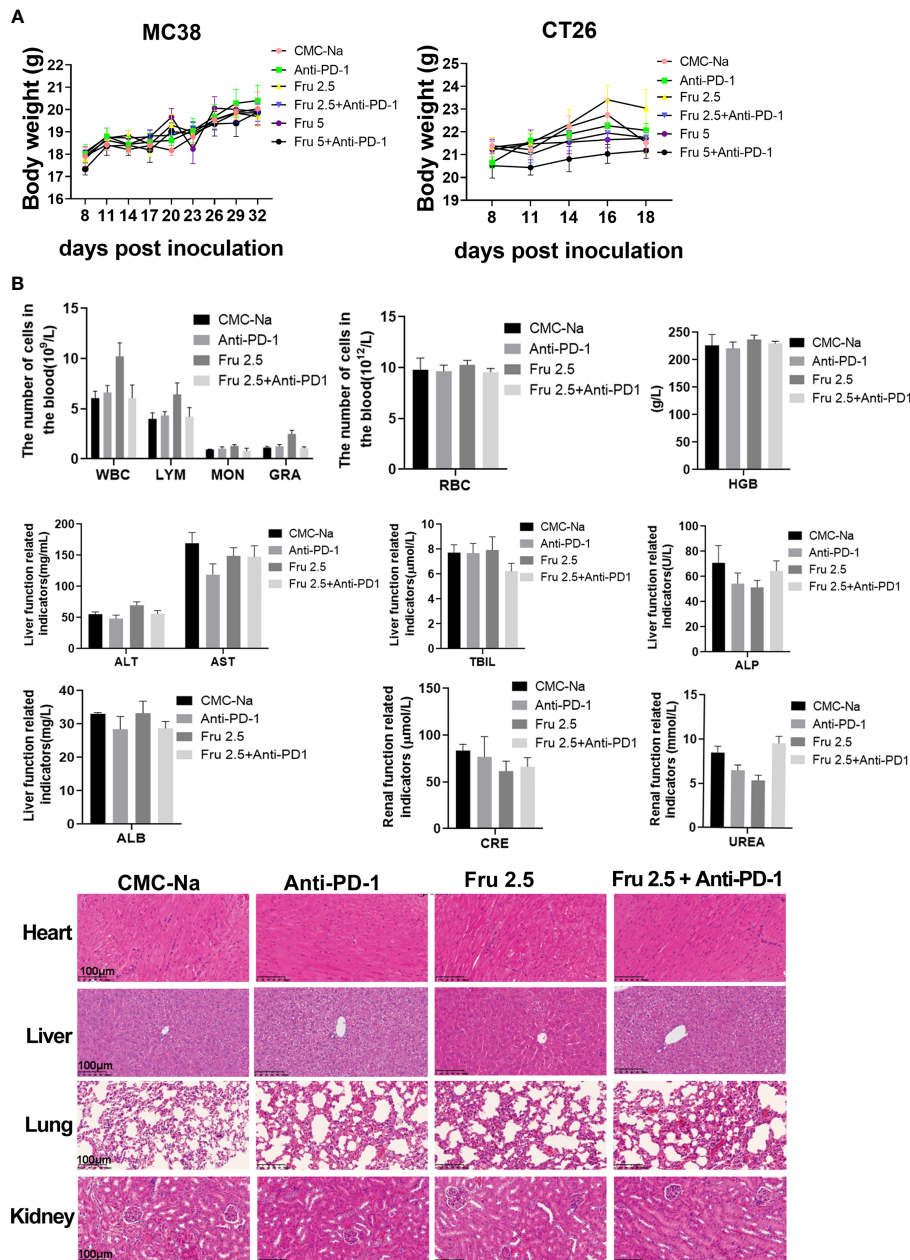 A
MC38
Body weight (g)
22
21
20
19
18
17
16
8 11 14 17 20 23 26 29 32
days post inoculation
CMC-Na
Anti-PD-1
Fru 2.5
Fru 2.5+Anti-PD-1
Fru 5
Fru 5+Anti-PD-1
CT26
Body weight (g)
25
24
23
22
21
20
19
8 11 14 16 18
days post inoculation
CMC-Na
Anti-PD-1
Fru 2.5
Fru 2.5+Anti-PD-1
Fru 5
Fru 5+Anti-PD-1
B
The number of cells in
the blood(10^9/L)
15
10
5
0
WBC LYM MON GRA
CMC-Na
Anti-PD-1
Fru 2.5
Fru 2.5+Anti-PD1
The number of cells in
the blood(10^12/L)
15
10
5
0
RBC
CMC-Na
Anti-PD-1
Fru 2.5
Fru 2.5+Anti-PD1
(g/L)
250
200
150
100
50
0
HGB
CMC-Na
Anti-PD-1
Fru 2.5
Fru 2.5+Anti-PD1
Liver function related
indicators(mg/mL)
200
150
100
50
0
ALT AST
CMC-Na
Anti-PD-1
Fru 2.5
Fru 2.5+Anti-PD1
Liver function related
indicators(μmol/L)
8
6
4
2
0
TBIL
CMC-Na
Anti-PD-1
Fru 2.5
Fru 2.5+Anti-PD1
Liver function related
indicators(U/L)
100
80
60
40
20
0
ALP
CMC-Na
Anti-PD-1
Fru 2.5
Fru 2.5+Anti-PD1
Liver function related
indicators(mg/L)
40
30
20
10
0
ALB
CMC-Na
Anti-PD-1
Fru 2.5
Fru 2.5+Anti-PD1
Renal function related
indicators (μmol/L)
150
100
50
0
CRE
CMC-Na
Anti-PD-1
Fru 2.5
Fru 2.5+Anti-PD1
Renal function related
indicators (mmol/L)
15
10
5
0
UREA
CMC-Na
Anti-PD-1
Fru 2.5
Fru 2.5+Anti-PD1
CMC-Na Anti-PD-1 Fru 2.5 Fru 2.5 + Anti-PD-1
Heart
100μm
Liver
100μm
Lung
100μm
Kidney
100μm